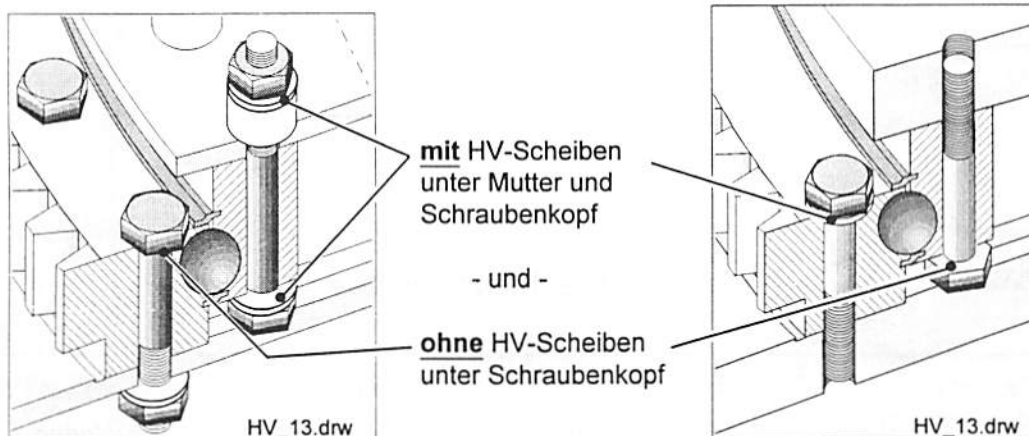 mit HV-Scheiben
unter Mutter und
Schraubenkopf
- und -
ohne HV-Scheiben
unter Schraubenkopf
HV_13.drw
HV_13.drw